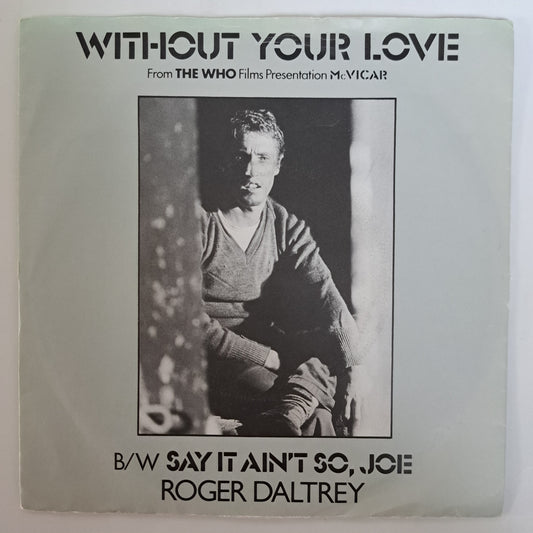 WITHOUT YOUR LOVE
From THE WHO Films Presentation McVICAR
B/W SAY IT AIN'T SO, JOE
ROGER DALTREY